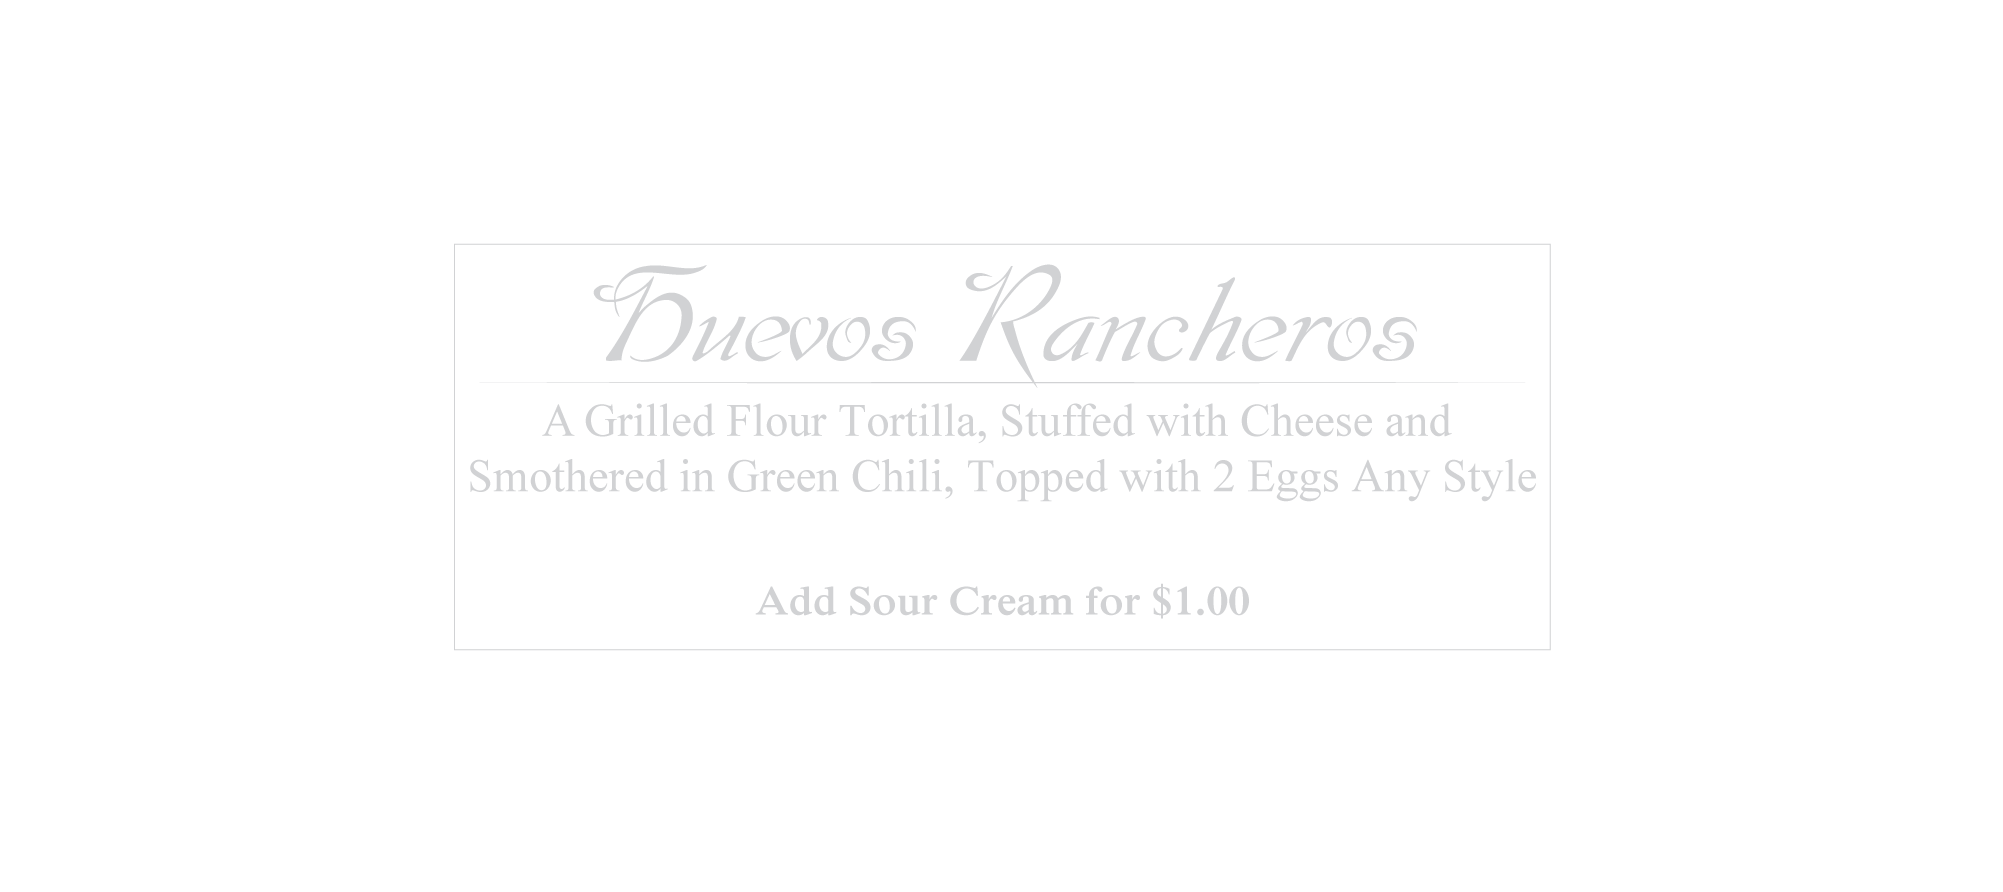 Huevos Rancheros
A Grilled Flour Tortilla, Stuffed with Cheese and
Smothered in Green Chili, Topped with 2 Eggs Any Style
Add Sour Cream for $1.00